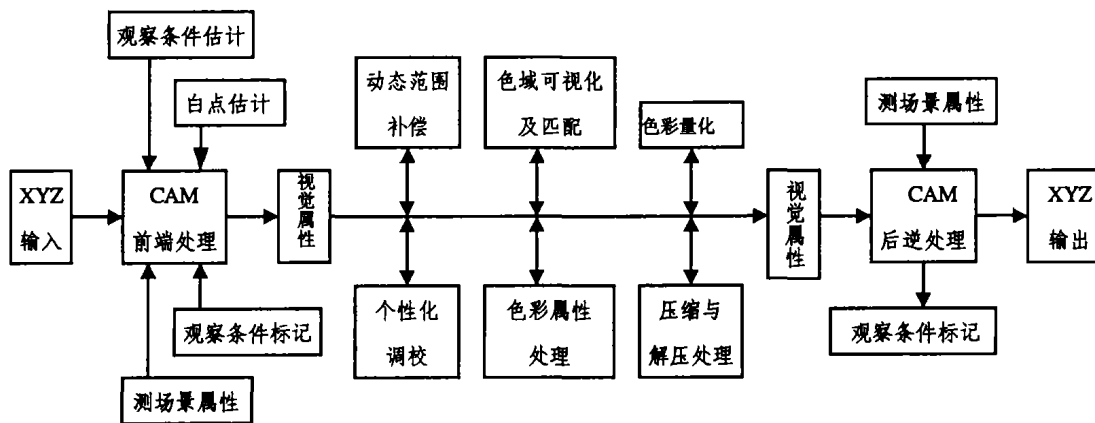 观察条件估计
白点估计
XYZ
输入
CAM
前端处理
观察条件标记
测场景属性
视觉属性
动态范围
补偿
色域可视化
及匹配
色彩量化
个性化
调校
色彩属性
处理
压缩与
解压处理
视觉属性
测场景属性
CAM
后逆处理
观察条件标记
XYZ
输出